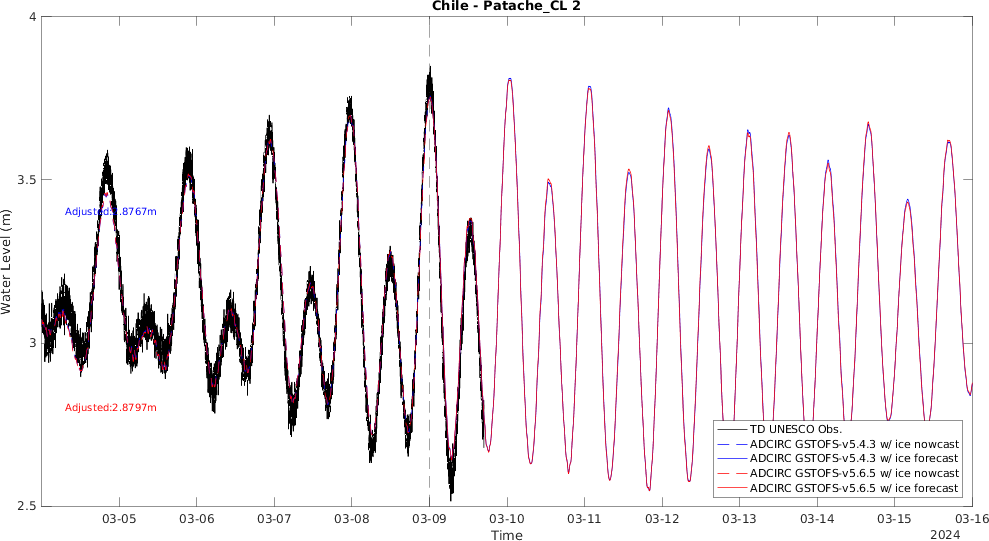 Chile - Patache_CL 2
Water Level (m)
4
3.5
3
2.5
Adjusted:2.8797m
TD UNESCO Obs.
ADCIRC GSTOFS-v5.4.3 w/ ice nowcast
ADCIRC GSTOFS-v5.4.3 w/ ice forecast
ADCIRC GSTOFS-v5.6.5 w/ ice nowcast
ADCIRC GSTOFS-v5.6.5 w/ ice forecast
03-05 03-06 03-07 03-08 03-09 03-10 03-11 03-12 03-13 03-14 03-15 03-16
Time
2024